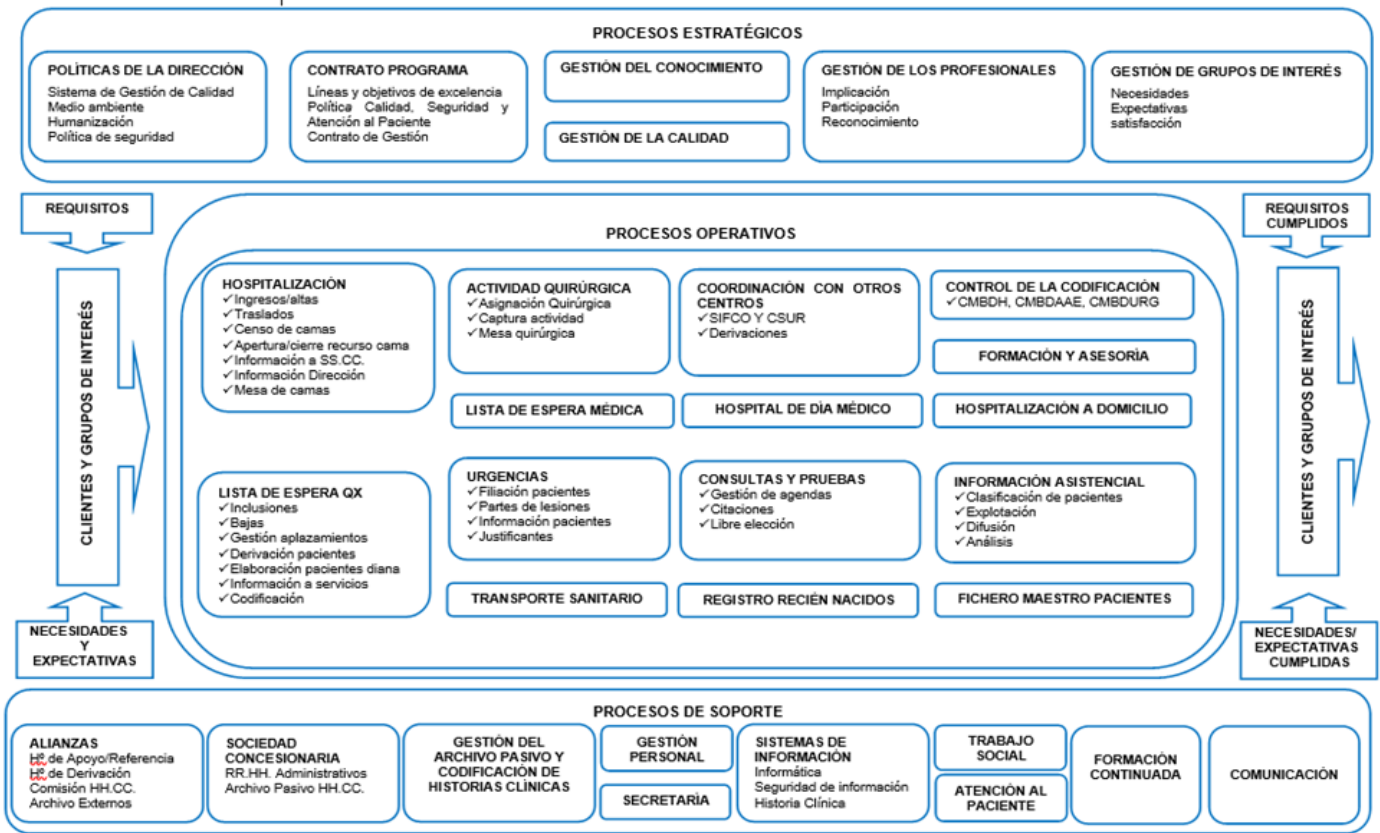 PROCESOS ESTRATÉGICOS
POLÌTICAS DE LA DIRECCIÓN
Sistema de Gestión de Calidad
Medio ambiente
Humanización
Política de seguridad
CONTRATO PROGRAMA
Líneas y objetivos de excelencia
Política Calidad, Seguridad y
Atención al Paciente
Contrato de Gestión
GESTIÓN DEL CONOCIMIENTO
GESTIÓN DE LA CALIDAD
GESTIÓN DE LOS PROFESIONALES
Implicación
Participación
Reconocimiento
GESTIÓN DE GRUPOS DE INTERÉS
Necesidades
Expectativas
satisfacción
REQUISITOS
CLIENTES Y GRUPOS DE INTERÉS
NECESIDADES
Y
EXPECTATIVAS
PROCESOS OPERATIVOS
HOSPITALIZACIÓN
✓Ingresos/altas
✓Traslados
✓Censo de camas
✓Apertura/cierre recurso cama
✓Información a SS.CC.
✓Información Dirección
✓Mesa de camas
ACTIVIDAD QUIRÚRGICA
✓Asignación Quirúrgica
✓Captura actividad
✓Mesa quirúrgica
COORDINACIÓN CON OTROS
CENTROS
✓SIFCO Y CSUR
✓Derivaciones
CONTROL DE LA CODIFICACIÓN
✓CMBDH, CMBDAAE, CMBDURG
FORMACIÓN Y ASESORÌA
LISTA DE ESPERA MÉDICA
HOSPITAL DE DÌA MÉDICO
HOSPITALIZACIÓN A DOMICILIO
LISTA DE ESPERA QX
✓Inclusiones
✓Bajas
✓Gestión aplazamientos
✓Derivación pacientes
✓Elaboración pacientes diana
✓Información a servicios
✓Codificación
URGENCIAS
✓Filiación pacientes
✓Partes de lesiones
✓Información pacientes
✓Justificantes
CONSULTAS Y PRUEBAS
✓Gestión de agendas
✓Citaciones
✓Libre elección
INFORMACIÓN ASISTENCIAL
✓Clasificación de pacientes
✓Explotación
✓Difusión
✓Análisis
TRANSPORTE SANITARIO
REGISTRO RECIÉN NACIDOS
FICHERO MAESTRO PACIENTES
REQUISITOS
CUMPLIDOS
CLIENTES Y GRUPOS DE INTERÉS
NECESIDADES/
EXPECTATIVAS
CUMPLIDAS
PROCESOS DE SOPORTE
ALIANZAS
Hº de Apoyo/Referencia
Hº de Derivación
Comisión HH.CC.
Archivo Externos
SOCIEDAD
CONCESIONARIA
RR.HH. Administrativos
Archivo Pasivo HH.CC.
GESTIÓN DEL
ARCHIVO PASIVO Y
CODIFICACIÓN DE
HISTORIAS CLÍNICAS
GESTIÓN
PERSONAL
SECRETARÌA
SISTEMAS DE
INFORMACIÓN
Informática
Seguridad de información
Historia Clínica
TRABAJO
SOCIAL
ATENCIÓN AL
PACIENTE
FORMACIÓN
CONTINUADA
COMUNICACIÓN